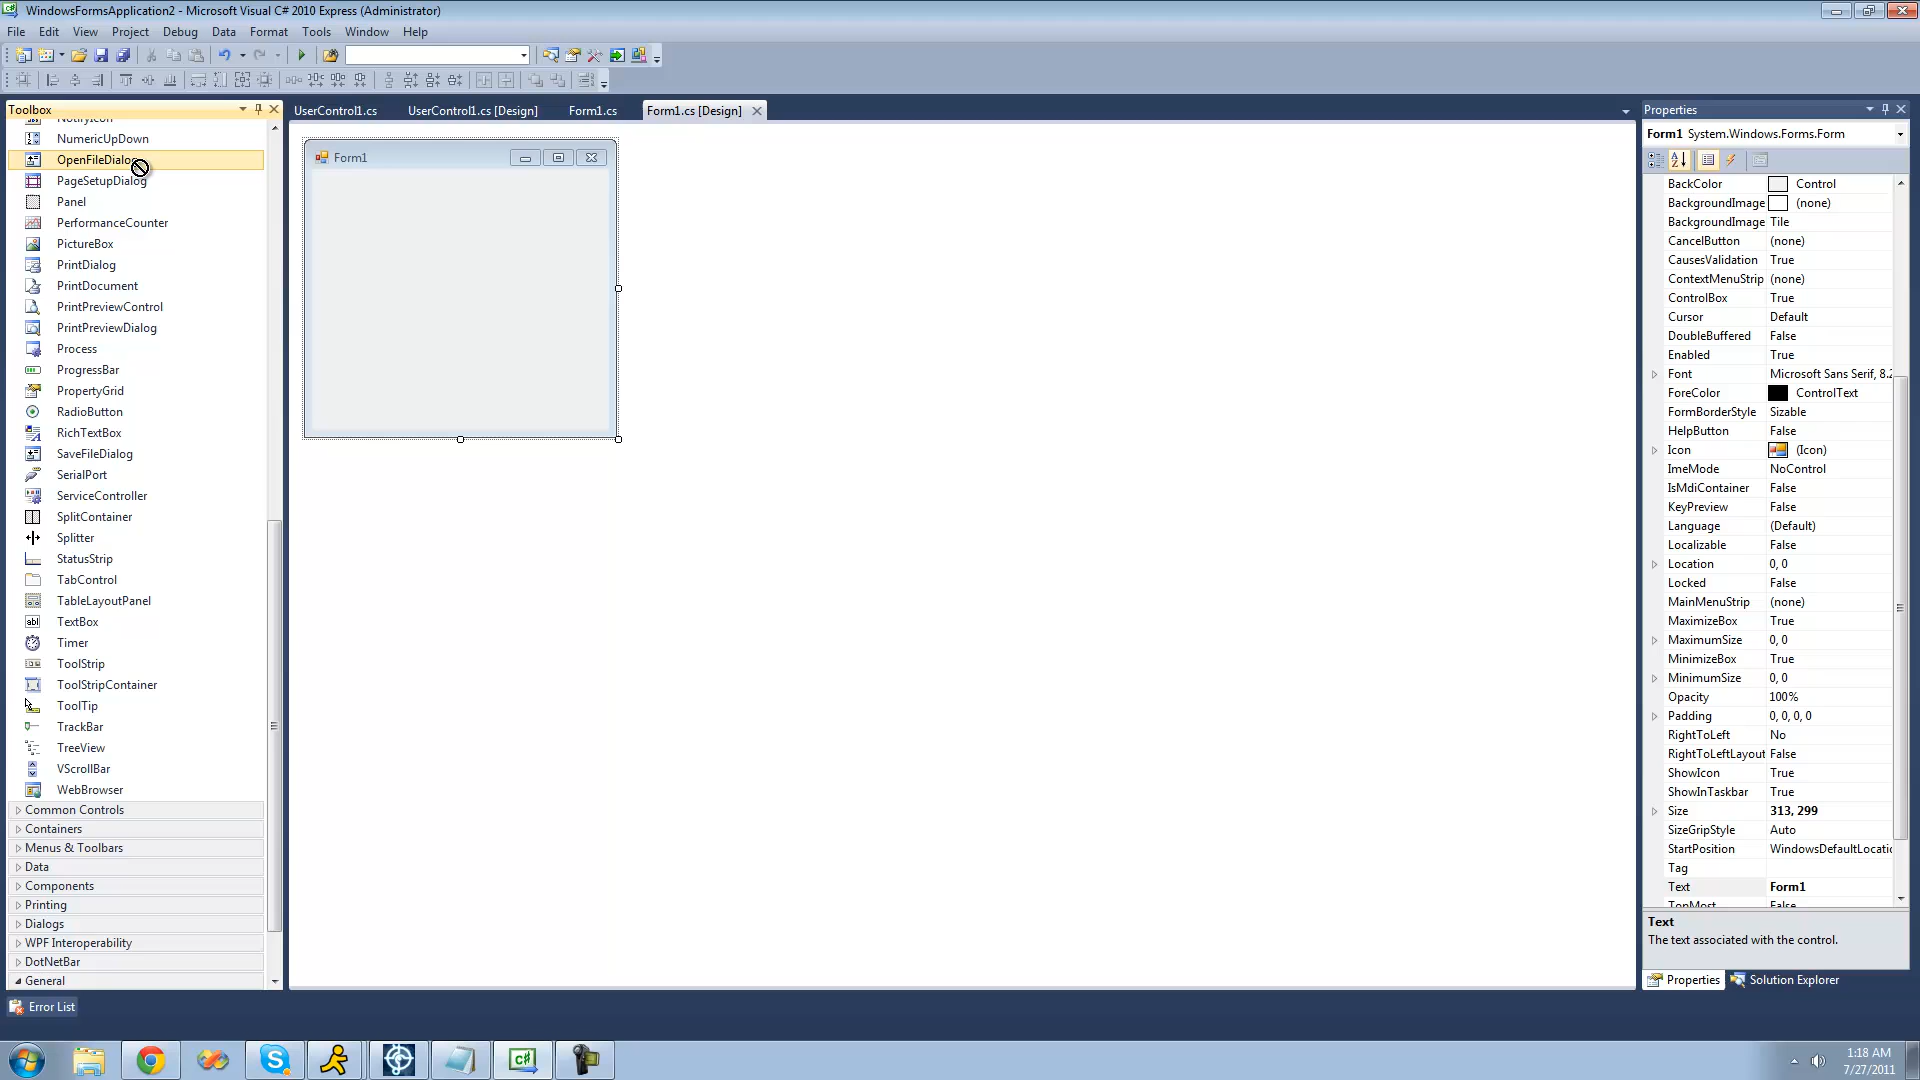 WindowsFormsApplication2 - Microsoft Visual C# 2010 Express (Administrator)
File Edit View Project Debug Data Format Tools Window Help
Toolbox
UserControl1.cs UserControl1.cs [Design] Form1.cs Form1.cs [Design]
Properties
NotifyIcon
NumericUpDown
OpenFileDialog
PageSetupDialog
Panel
PerformanceCounter
PictureBox
PrintDialog
PrintDocument
PrintPreviewControl
PrintPreviewDialog
Process
ProgressBar
PropertyGrid
RadioButton
RichTextBox
SaveFileDialog
SerialPort
ServiceController
SplitContainer
Splitter
StatusStrip
TabControl
TableLayoutPanel
TextBox
Timer
ToolStrip
ToolStripContainer
ToolTip
TrackBar
TreeView
VScrollBar
WebBrowser
Common Controls
Containers
Menus & Toolbars
Data
Components
Printing
Dialogs
WPF Interoperability
DotNetBar
General
Error List
Form1
Form1 System.Windows.Forms.Form
BackColor Control
BackgroundImage (none)
BackgroundImage Tile
CancelButton (none)
CausesValidation True
ContextMenuStrip (none)
ControlBox True
Cursor Default
DoubleBuffered False
Enabled True
Font Microsoft Sans Serif, 8.2
ForeColor ControlText
FormBorderStyle Sizable
HelpButton False
Icon (Icon)
ImeMode NoControl
IsMdiContainer False
KeyPreview False
Language (Default)
Localizable False
Location 0, 0
Locked False
MainMenuStrip (none)
MaximizeBox True
MaximumSize 0, 0
MinimizeBox True
MinimumSize 0, 0
Opacity 100%
Padding 0, 0, 0, 0
RightToLeft No
RightToLeftLayout False
ShowIcon True
ShowInTaskbar True
Size 313, 299
SizeGripStyle Auto
StartPosition WindowsDefaultLocatio
Tag
Text Form1
TopMost False
Text
The text associated with the control.
Properties Solution Explorer
1:18 AM
7/27/2011